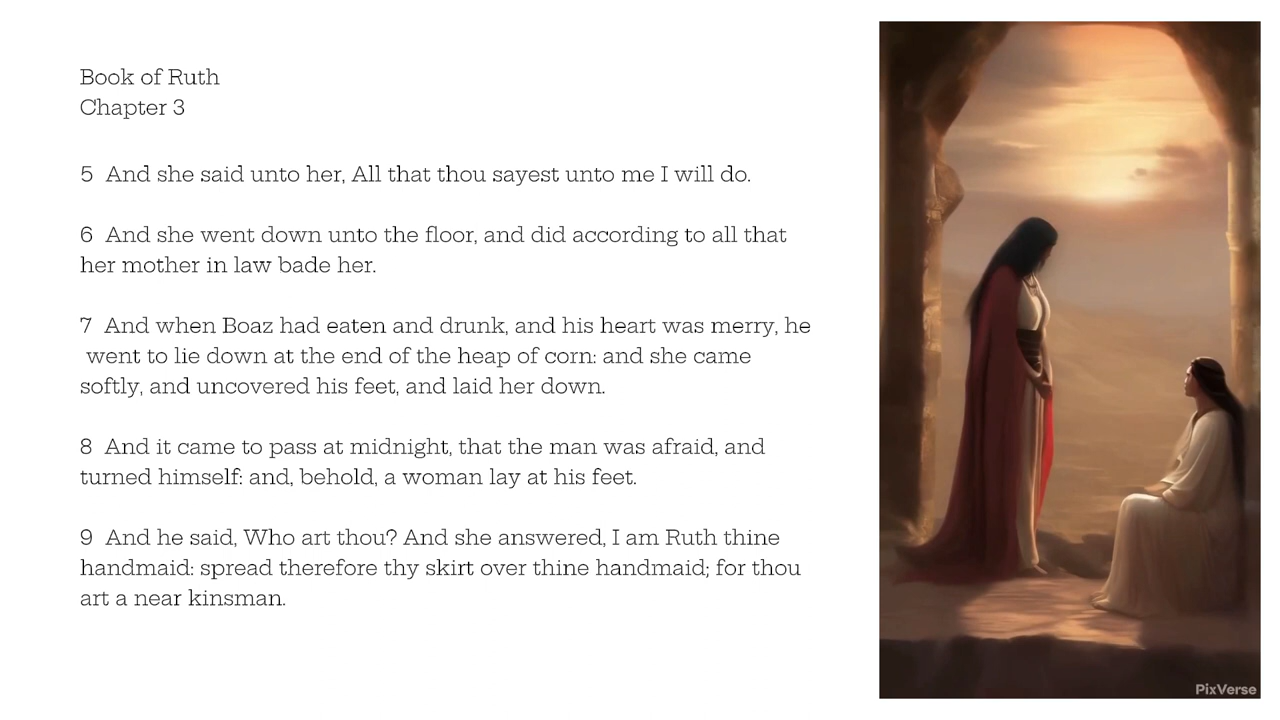 Book of Ruth
Chapter 3
5 And she said unto her, All that thou sayest unto me I will do.
6 And she went down unto the floor, and did according to all that
her mother in law bade her.
7 And when Boaz had eaten and drunk, and his heart was merry, he
went to lie down at the end of the heap of corn: and she came
softly, and uncovered his feet, and laid her down.
8 And it came to pass at midnight, that the man was afraid, and
turned himself: and, behold, a woman lay at his feet.
9 And he said, Who art thou? And she answered, I am Ruth thine
handmaid: spread therefore thy skirt over thine handmaid; for thou
art a near kinsman.
PixVerse